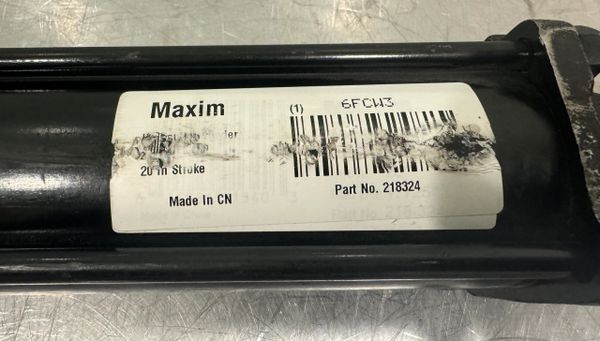 Maxim
(1) 6FCW3
20 in Stroke
Part No. 218324
Made In CN